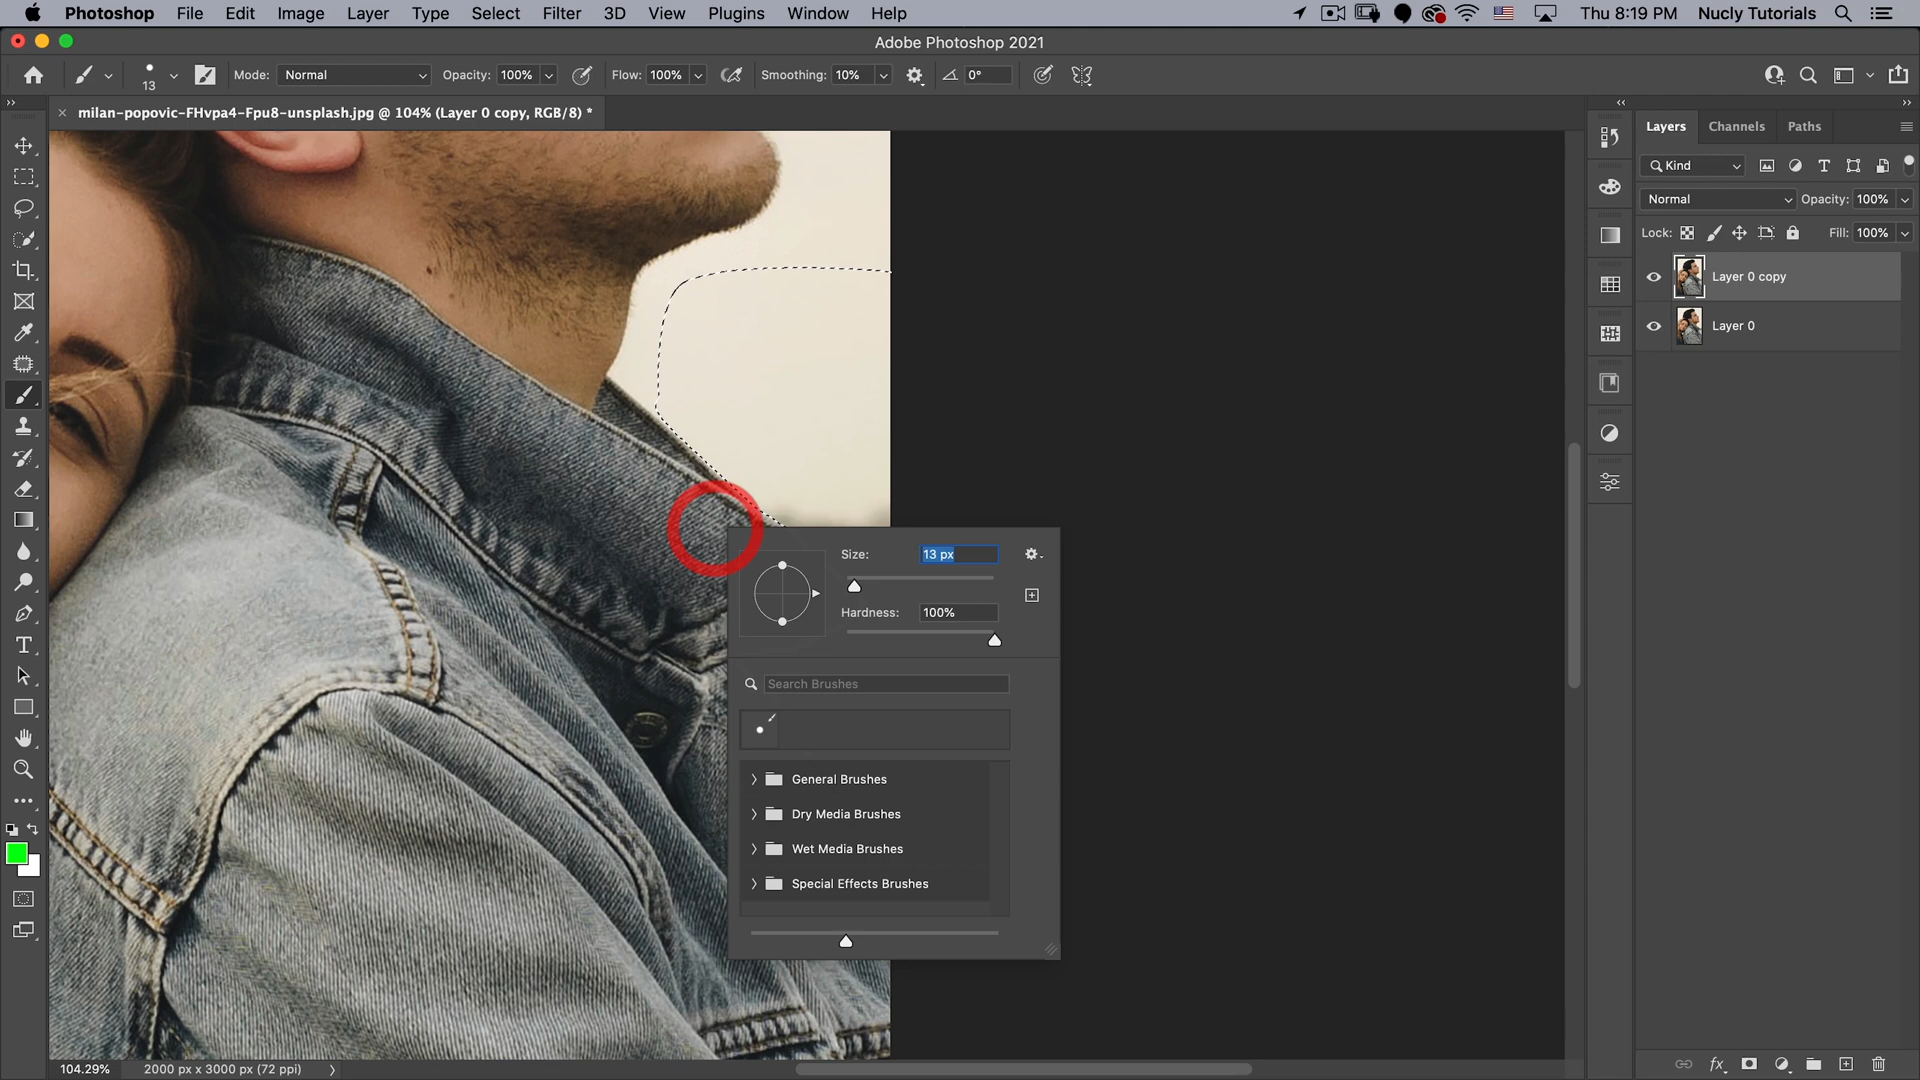 Photoshop File Edit Image Layer Type Select Filter 3D View Plugins Window Help Thu 8:19 PM Nucly Tutorials
Adobe Photoshop 2021
13 Mode: Normal Opacity: 100% Flow: 100% Smoothing: 10% 0°
milan-popovic-FHvpa4-Fpu8-unsplash.jpg @ 104% (Layer 0 copy, RGB/8) *
Layers Channels Paths
Kind
Normal Opacity: 100%
Lock: Fill: 100%
Layer 0 copy
Layer 0
Size: 13 px
Hardness: 100%
Search Brushes
General Brushes
Dry Media Brushes
Wet Media Brushes
Special Effects Brushes
104.29% 2000 px x 3000 px (72 ppi)